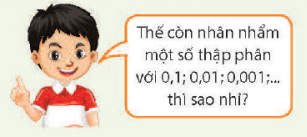 Thế còn nhân nhẩm
một số thập phân
với 0,1; 0,01; 0,001;...
thì sao nhỉ?